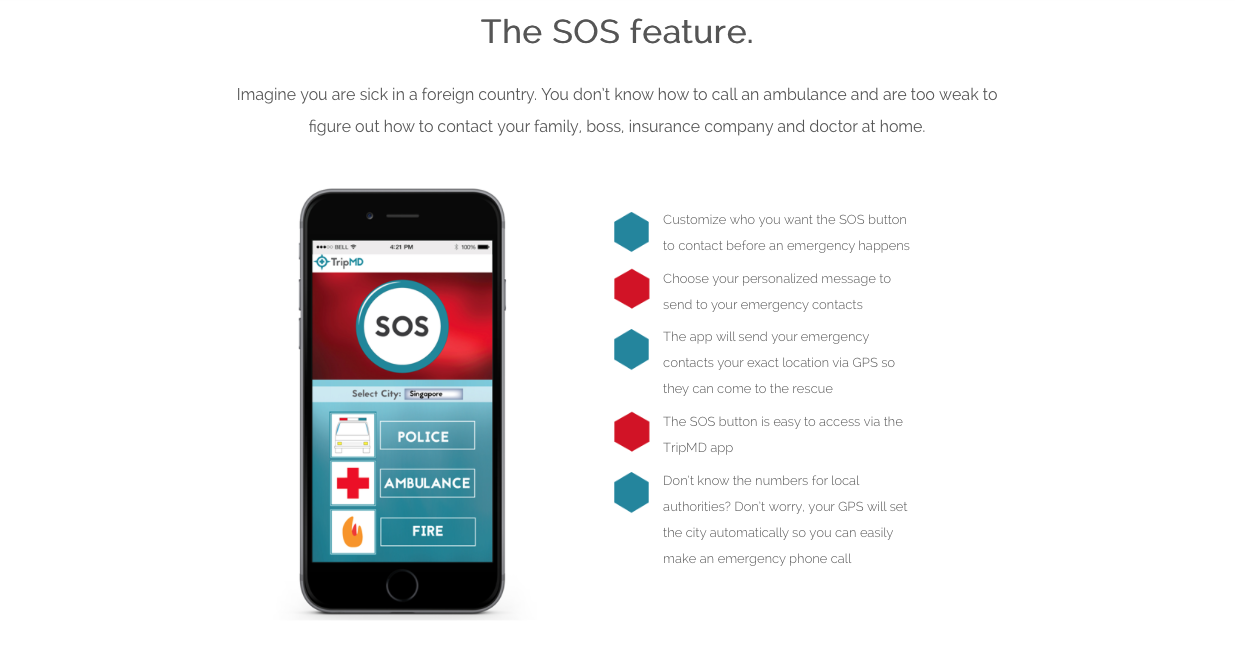 The SOS feature.
Imagine you are sick in a foreign country. You don't know how to call an ambulance and are too weak to
figure out how to contact your family, boss, insurance company and doctor at home.
BELL 4:21 PM 100%
TripMD
SOS
Select City: Singapore
POLICE
AMBULANCE
FIRE
Customize who you want the SOS button
to contact before an emergency happens
Choose your personalized message to
send to your emergency contacts
The app will send your emergency
contacts your exact location via GPS so
they can come to the rescue
The SOS button is easy to access via the
TripMD app
Don't know the numbers for local
authorities? Don't worry, your GPS will set
the city automatically so you can easily
make an emergency phone call